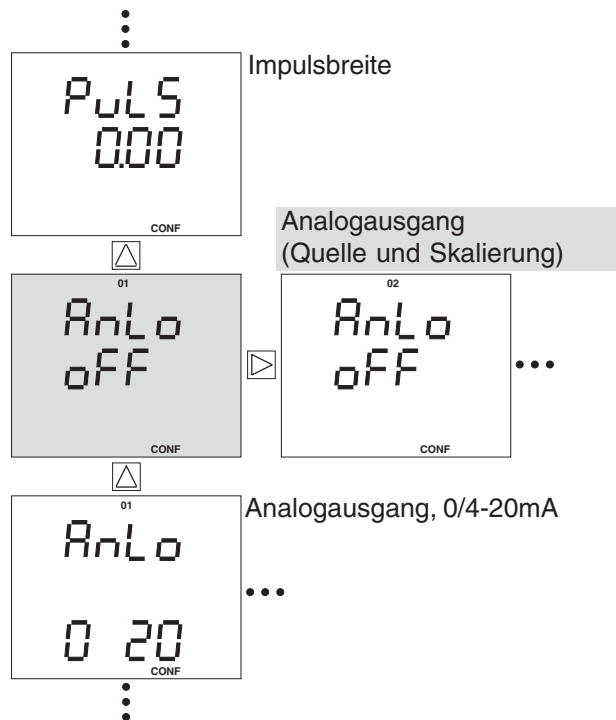 Impulsbreite
PuLS
0.00
CONF
Analogausgang
(Quelle und Skalierung)
01
AnLo
oFF
CONF
02
AnLo
oFF
CONF
Analogausgang, 0/4-20mA
01
AnLo
0 20
CONF